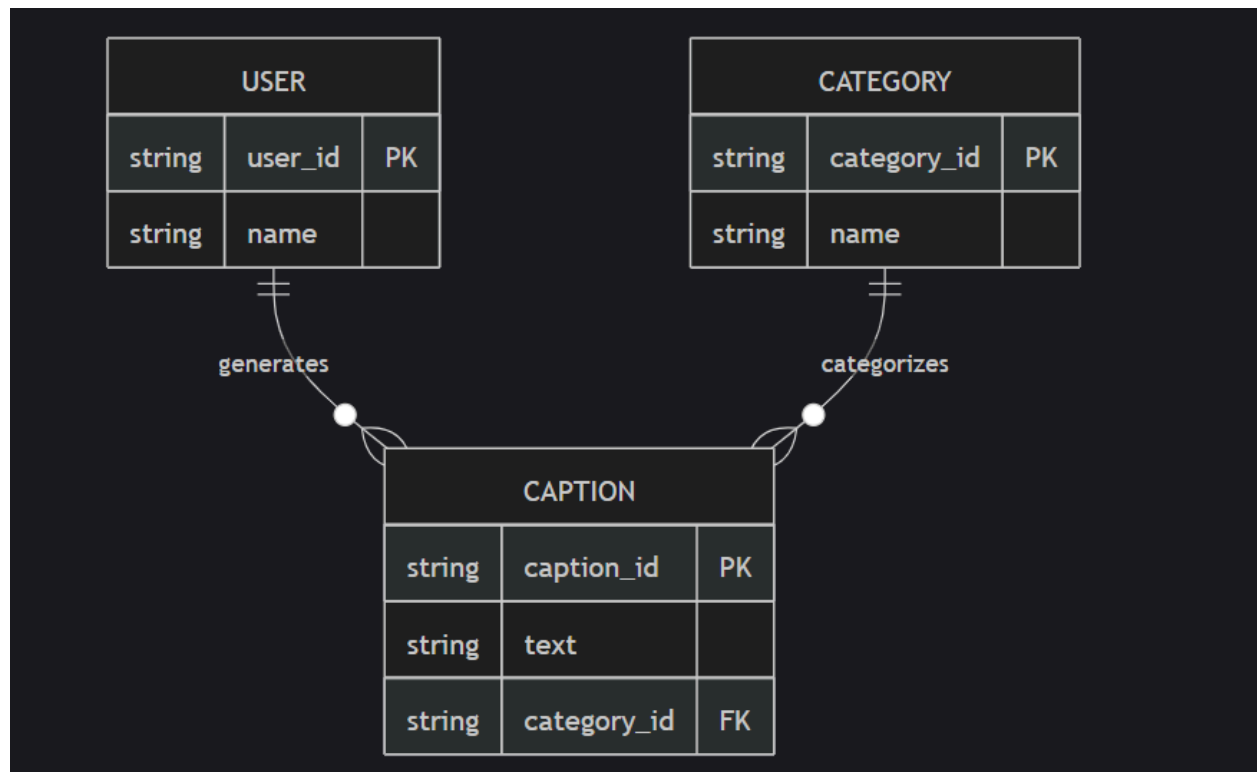 USER
string user_id PK
string name
CATEGORY
string category_id PK
string name
generates
categorizes
CAPTION
string caption_id PK
string text
string category_id FK